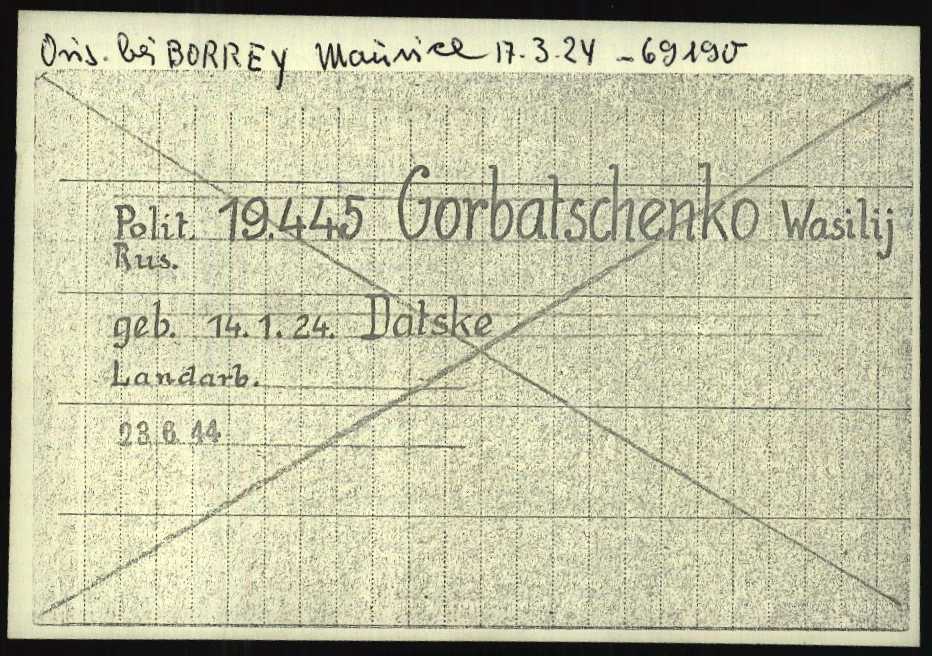 Oris. bei BORREY Maurice 17.3.24 - 69190
Polit. 19.445 Gorbatschenko Wasilij
Rus.
geb. 14.1.24. Datske
Landarb.
23.6.44